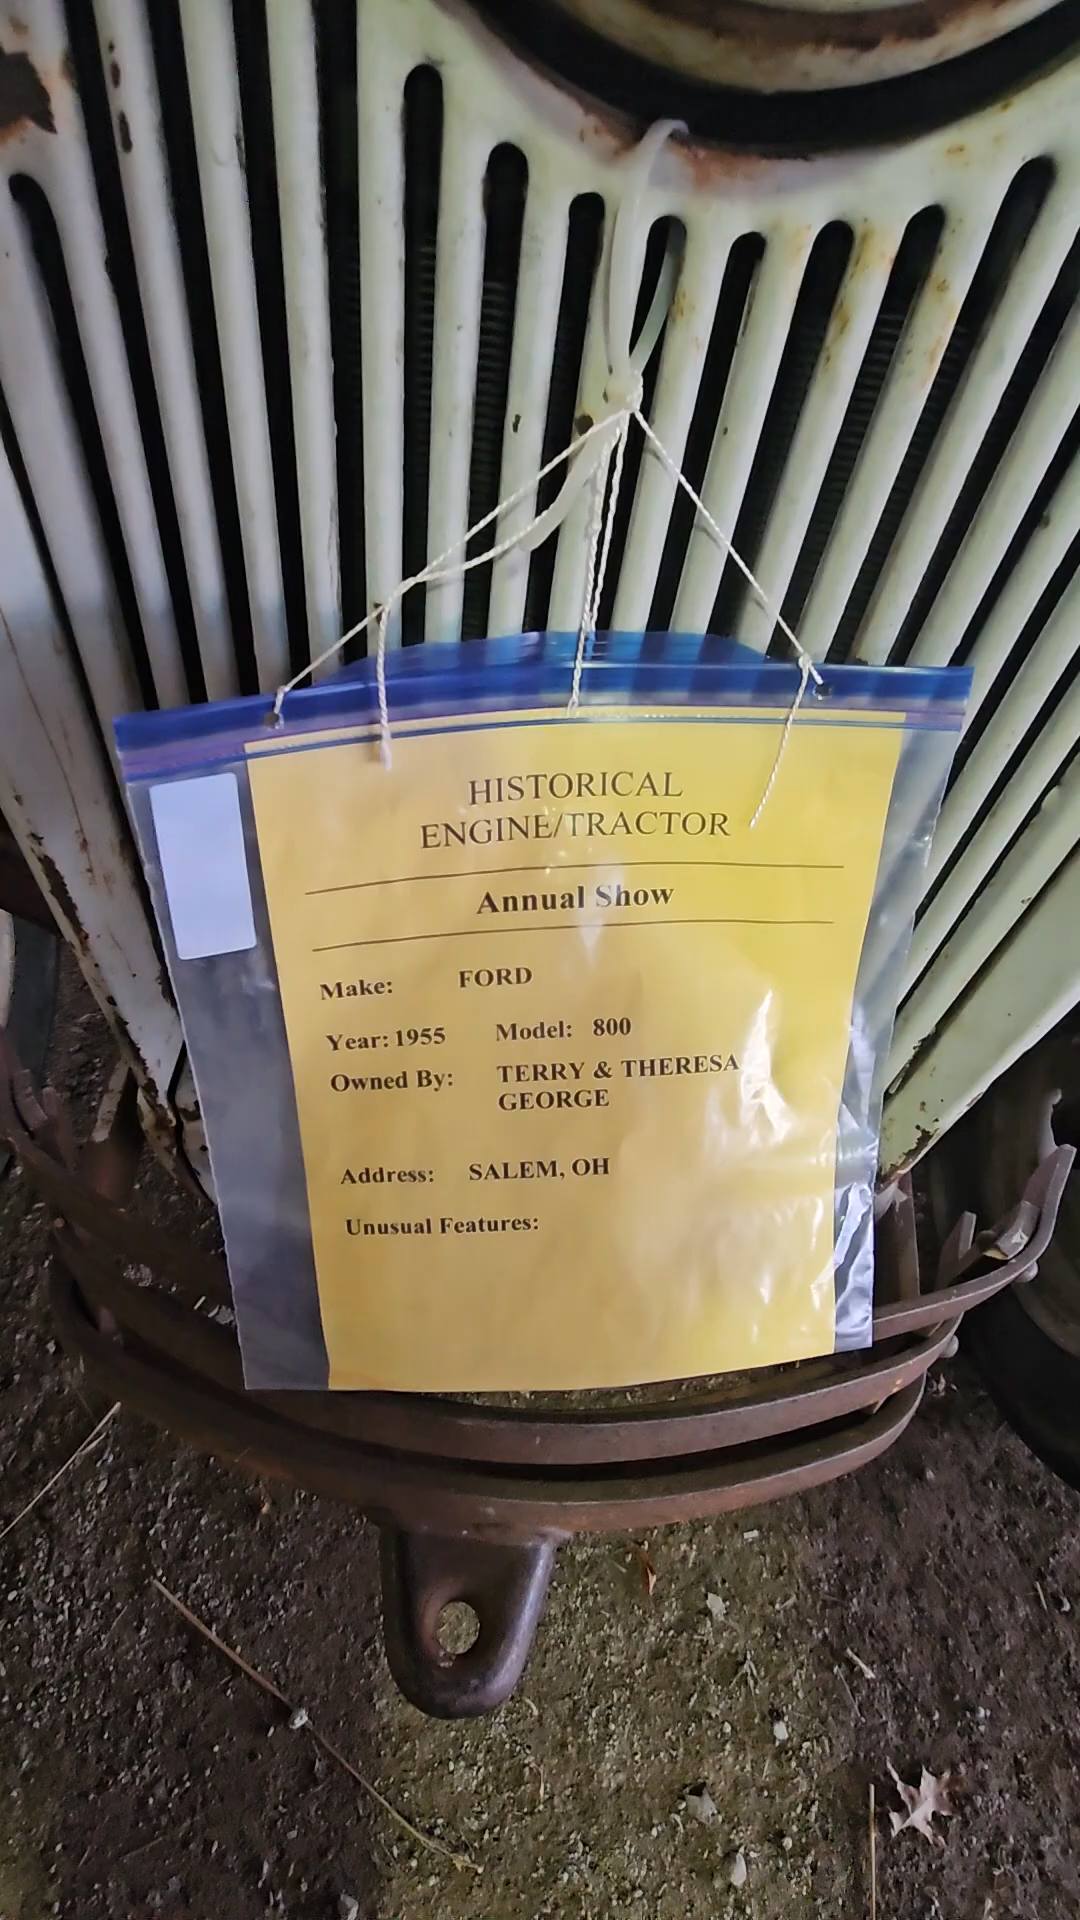 HISTORICAL
ENGINE/TRACTOR
Annual Show
Make: FORD
Year: 1955 Model: 800
Owned By: TERRY & THERESA
GEORGE
Address: SALEM, OH
Unusual Features: